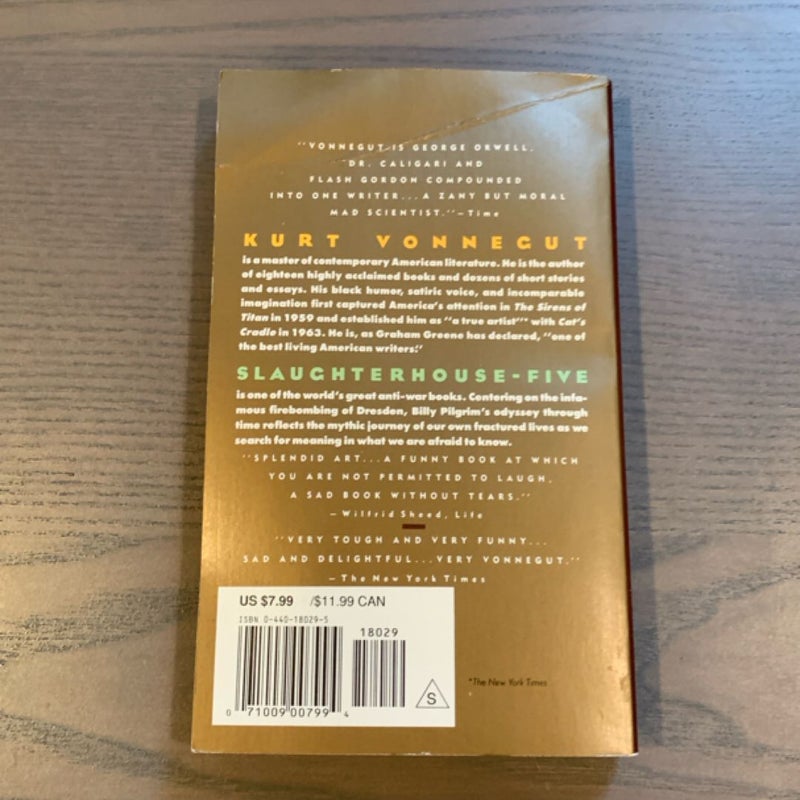 "VONNEGUT IS GEORGE ORWELL,
DR. CALIGARI AND
FLASH GORDON COMPOUNDED
INTO ONE WRITER...A ZANY BUT MORAL
MAD SCIENTIST."—Time
KURT VONNEGUT
is a master of contemporary American literature. He is the author
of eighteen highly acclaimed books and dozens of short stories
and essays. His black humor, satiric voice, and incomparable
imagination first captured America's attention in The Sirens of
Titan in 1959 and established him as "a true artist"* with Cat's
Cradle in 1963. He is, as Graham Greene has declared, "one of
the best living American writers."
SLAUGHTERHOUSE-FIVE
is one of the world's great anti-war books. Centering on the infa-
mous firebombing of Dresden, Billy Pilgrim's odyssey through
time reflects the mythic journey of our own fractured lives as we
search for meaning in what we are afraid to know.
"SPLENDID ART...A FUNNY BOOK AT WHICH
YOU ARE NOT PERMITTED TO LAUGH,
A SAD BOOK WITHOUT TEARS."
—Wilfrid Sheed, Life
"VERY TOUGH AND VERY FUNNY...
SAD AND DELIGHTFUL...VERY VONNEGUT."
—The New York Times
US $7.99 /$11.99 CAN
ISBN 0-440-18029-5
18029
0 71009 00799 4
S
*The New York Times